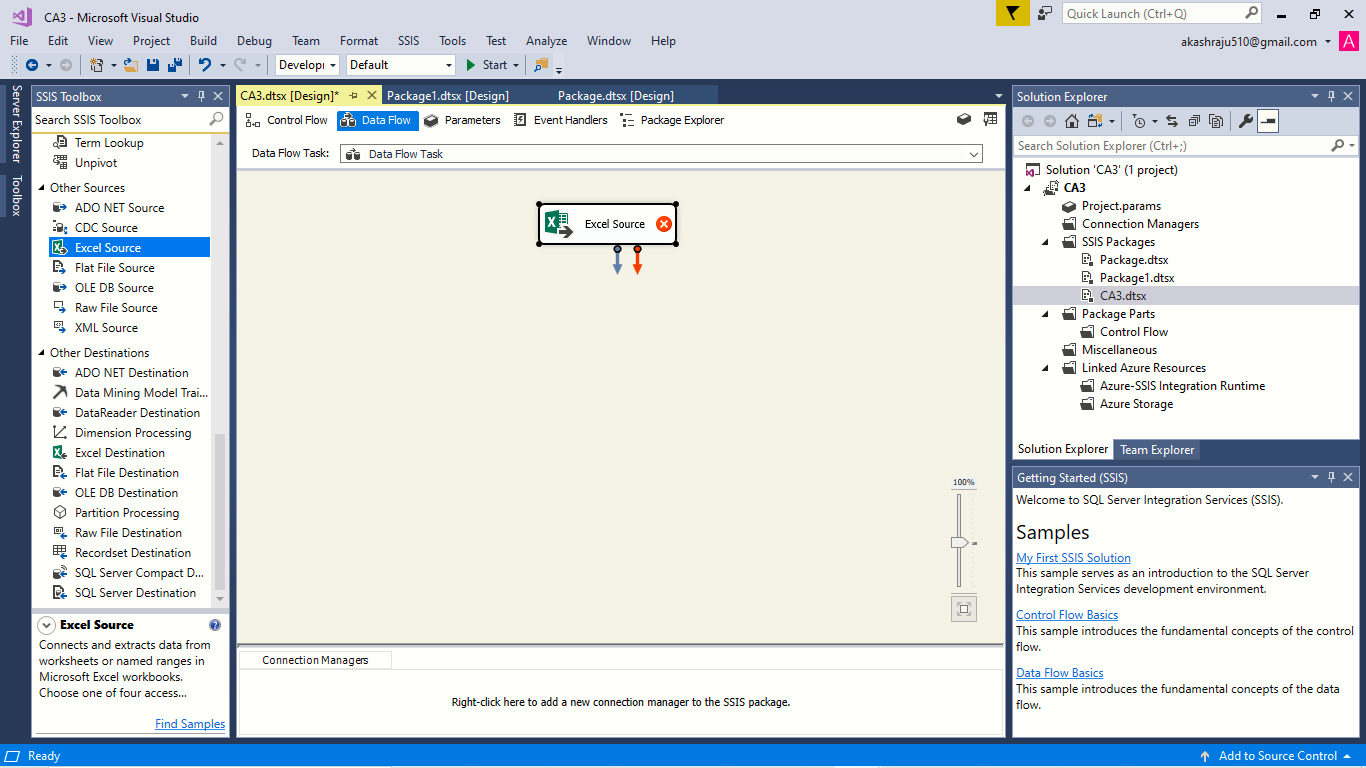 CA3 - Microsoft Visual Studio
Quick Launch (Ctrl+Q)
File Edit View Project Build Debug Team Format SSIS Tools Test Analyze Window Help
akashraju510@gmail.com A
Develop Default Start
Server Explorer
Toolbox
SSIS Toolbox
Search SSIS Toolbox
Term Lookup
Unpivot
Other Sources
ADO NET Source
CDC Source
Excel Source
Flat File Source
OLE DB Source
Raw File Source
XML Source
Other Destinations
ADO NET Destination
Data Mining Model Trai...
DataReader Destination
Dimension Processing
Excel Destination
Flat File Destination
OLE DB Destination
Partition Processing
Raw File Destination
Recordset Destination
SQL Server Compact D...
SQL Server Destination
Excel Source
Connects and extracts data from
worksheets or named ranges in
Microsoft Excel workbooks.
Choose one of four access...
Find Samples
CA3.dtsx [Design]* Package1.dtsx [Design] Package.dtsx [Design]
Control Flow Data Flow Parameters Event Handlers Package Explorer
Data Flow Task: Data Flow Task
Excel Source
100%
Connection Managers
Right-click here to add a new connection manager to the SSIS package.
Solution Explorer
Search Solution Explorer (Ctrl+;)
Solution 'CA3' (1 project)
CA3
Project.params
Connection Managers
SSIS Packages
Package.dtsx
Package1.dtsx
CA3.dtsx
Package Parts
Control Flow
Miscellaneous
Linked Azure Resources
Azure-SSIS Integration Runtime
Azure Storage
Solution Explorer Team Explorer
Getting Started (SSIS)
Welcome to SQL Server Integration Services (SSIS).
Samples
My First SSIS Solution
This sample serves as an introduction to the SQL Server
Integration Services development environment.
Control Flow Basics
This sample introduces the fundamental concepts of the control
flow.
Data Flow Basics
This sample introduces the fundamental concepts of the data
flow.
Ready
Add to Source Control